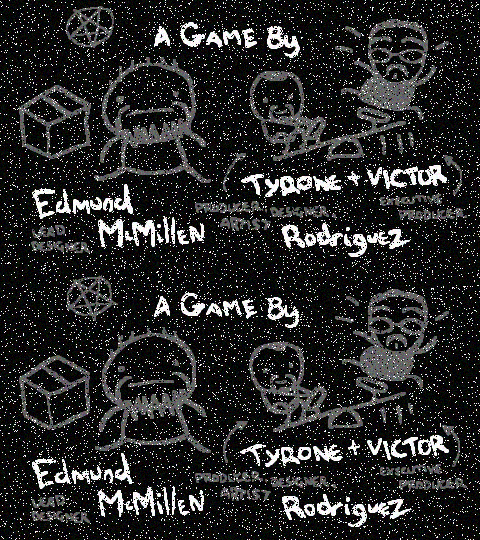 A GAME By
TYRONE + VICTOR
Edmund
PRODUCER, DESIGNER,
ARTIST
EXECUTIVE
PRODUCER
LEAD
DESIGNER
McMillEN
RodriguEZ
A GAME By
TYRONE + VICTOR
Edmund
PRODUCER, DESIGNER,
ARTIST
EXECUTIVE
PRODUCER
LEAD
DESIGNER
McMillEN
RodriguEZ